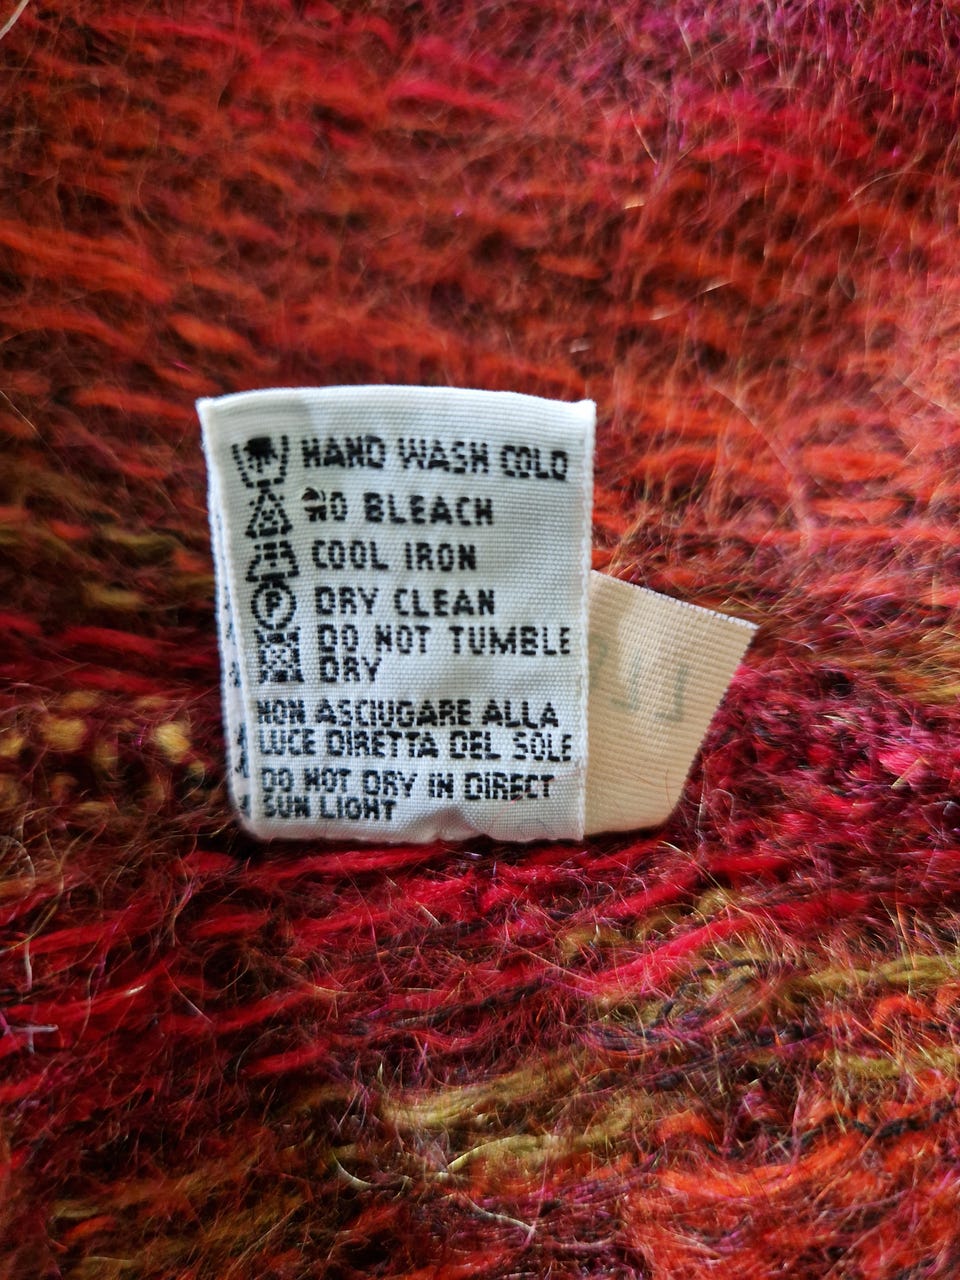 HAND WASH COLD
NO BLEACH
COOL IRON
P
DRY CLEAN
DO NOT TUMBLE
DRY
NON ASCIUGARE ALLA
LUCE DIRETTA DEL SOLE
DO NOT DRY IN DIRECT
SUN LIGHT